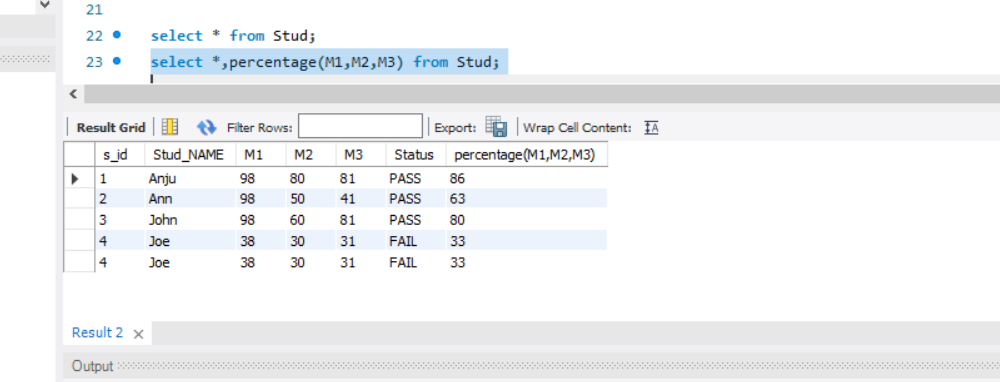 21
22 select * from Stud;
23 select *,percentage(M1,M2,M3) from Stud;
Result Grid Filter Rows: Export: Wrap Cell Content:
s_id Stud_NAME M1 M2 M3 Status percentage(M1,M2,M3)
1 Anju 98 80 81 PASS 86
2 Ann 98 50 41 PASS 63
3 John 98 60 81 PASS 80
4 Joe 38 30 31 FAIL 33
4 Joe 38 30 31 FAIL 33
Result 2
Output